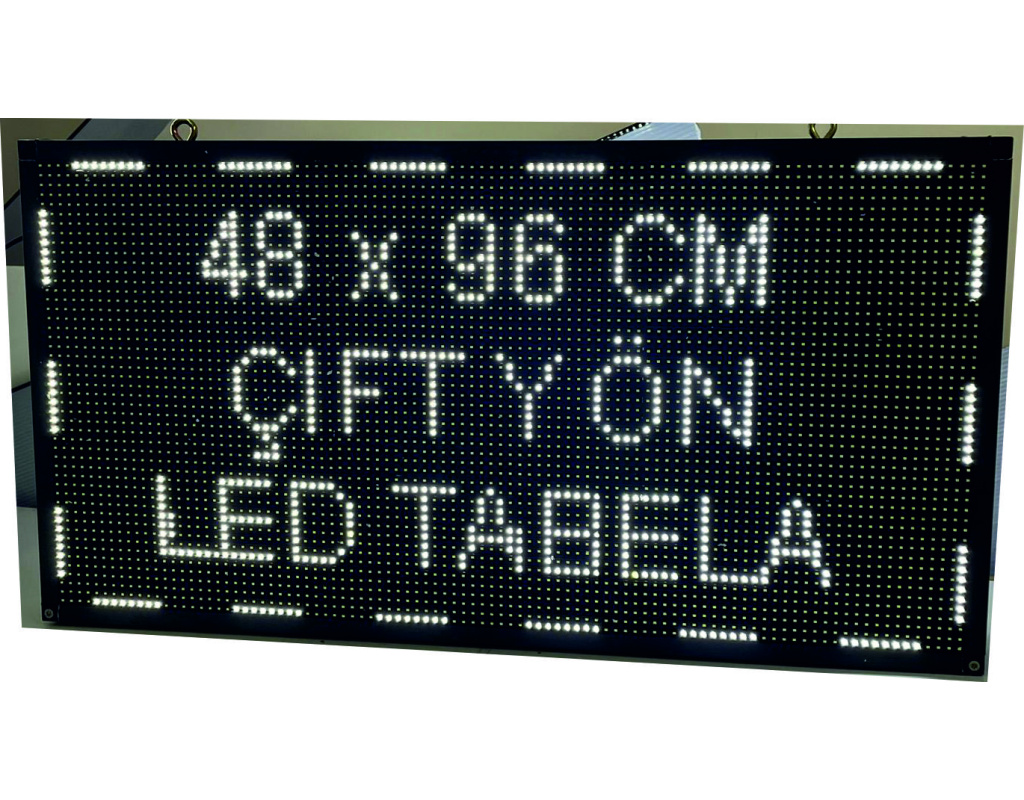 48 x 96 CM
ÇIFT YÖN
LED TABELA